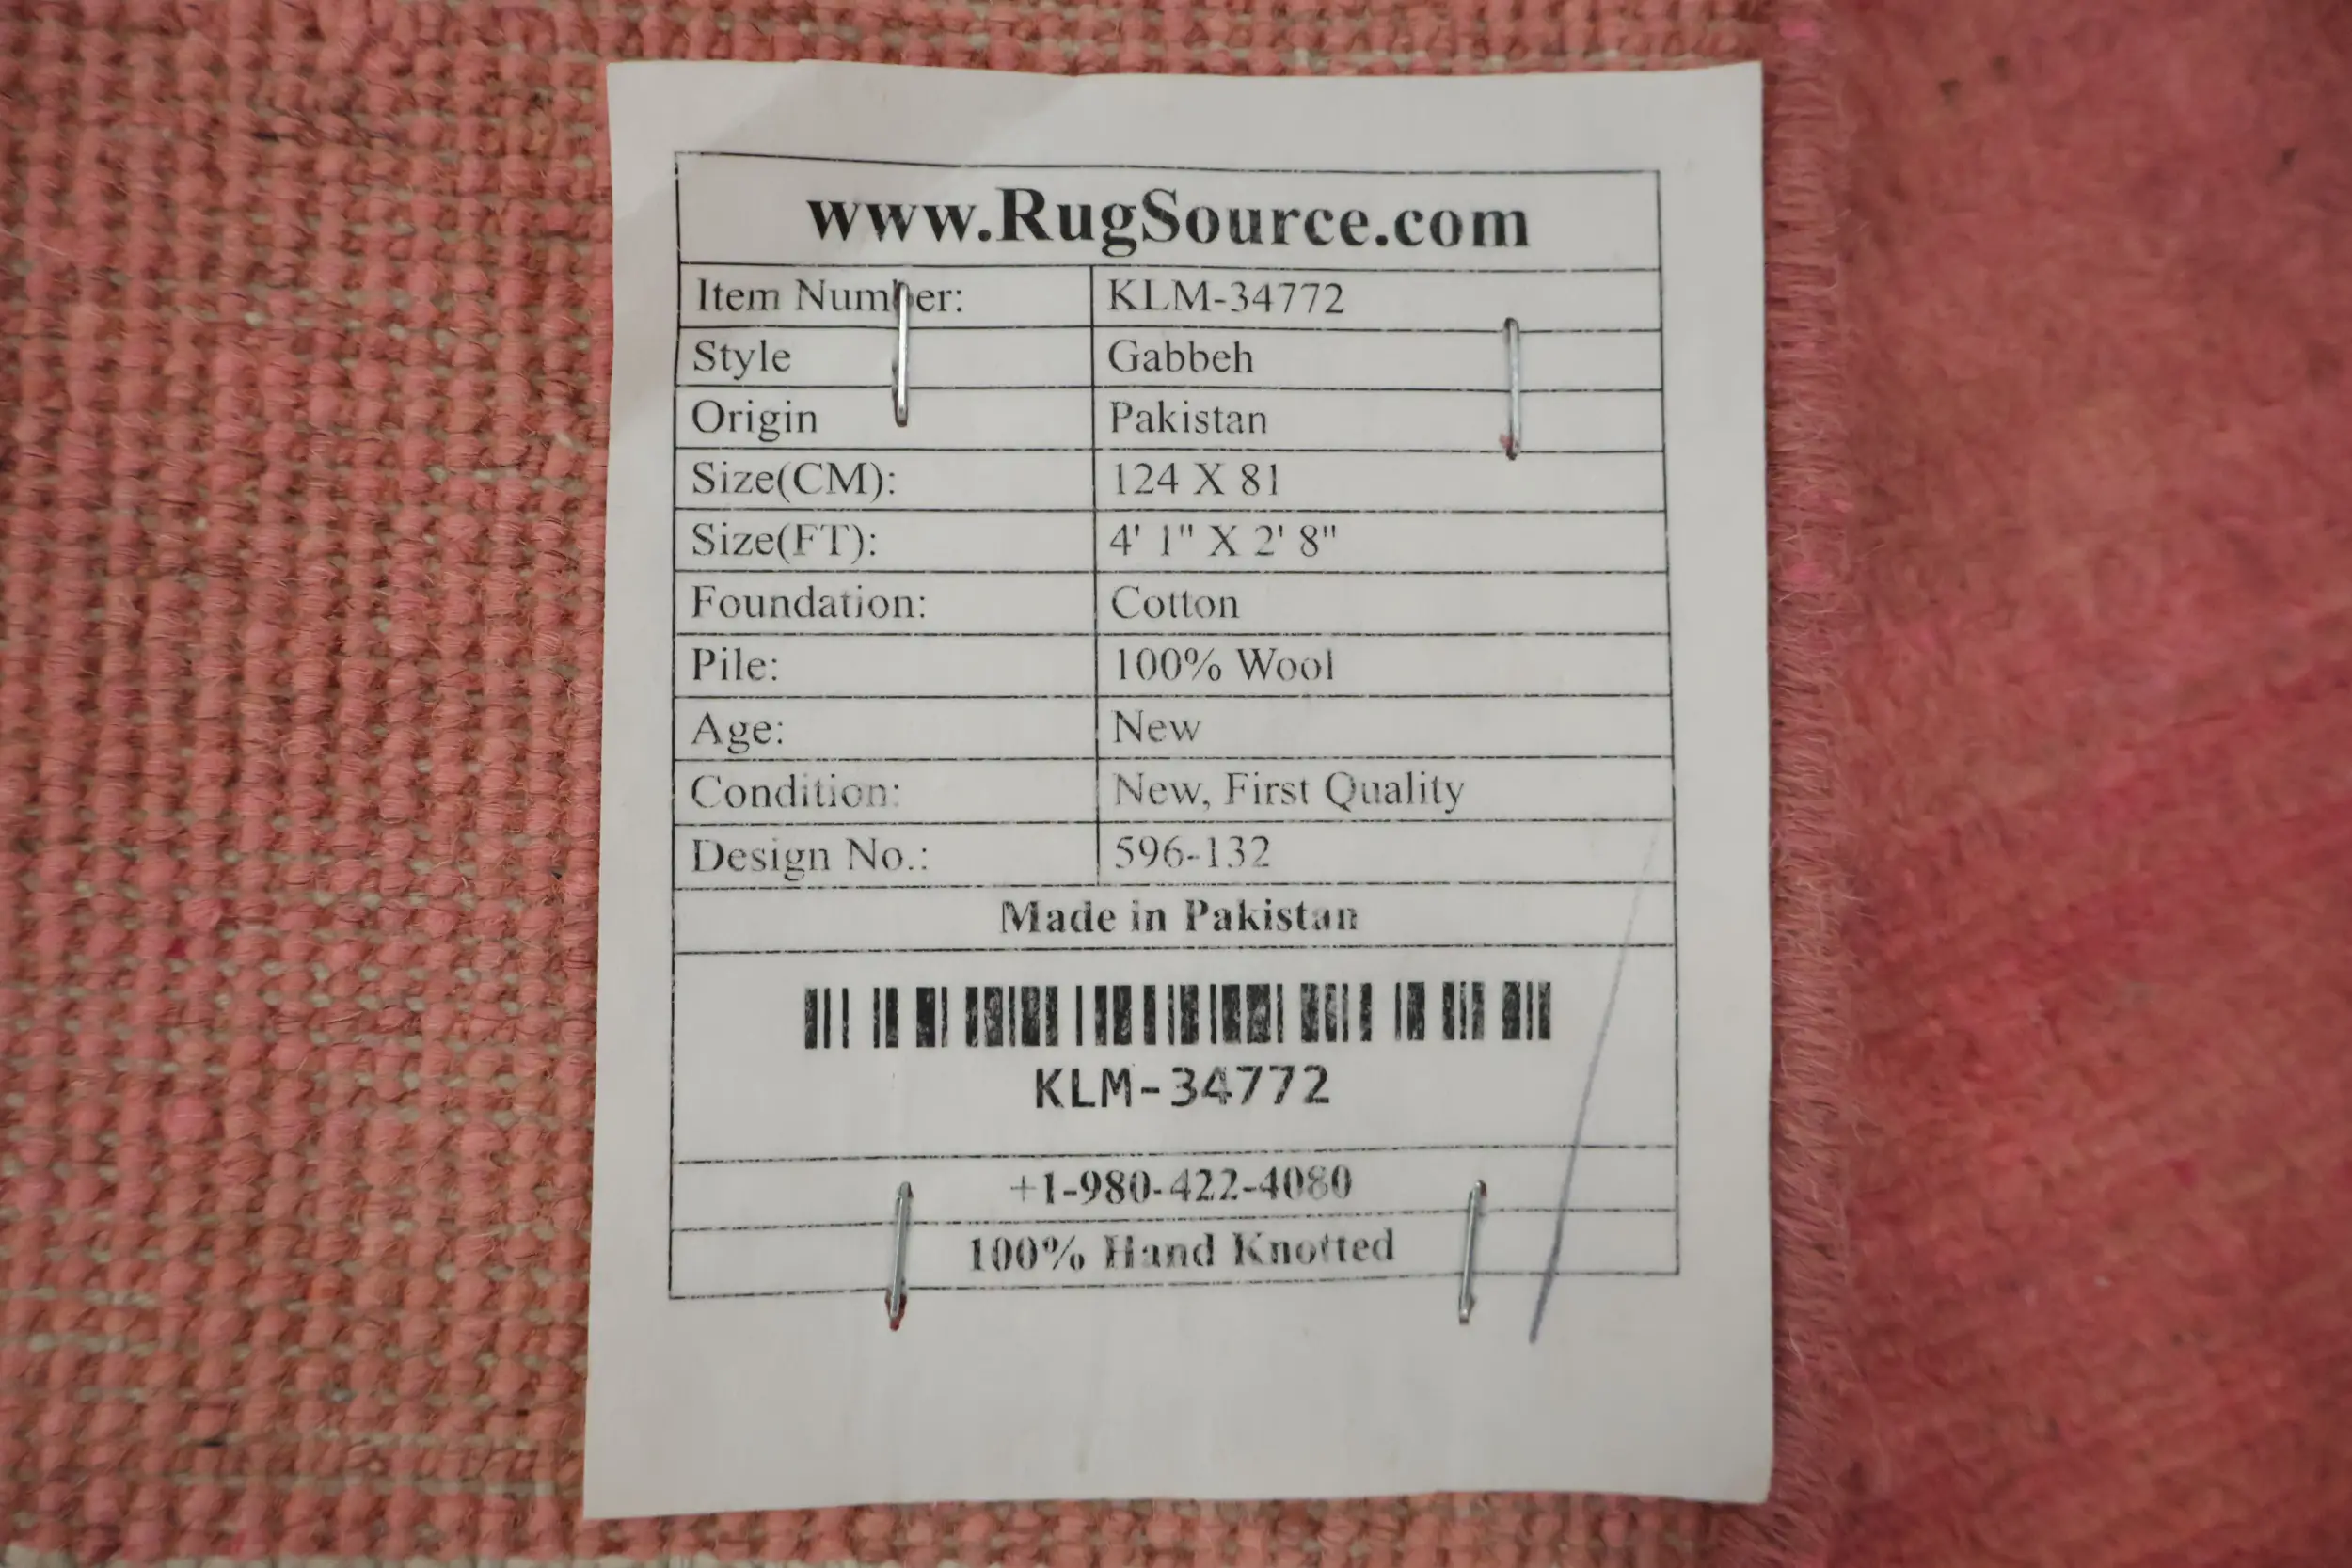 www.RugSource.com
Item Number: KLM-34772
Style Gabbeh
Origin Pakistan
Size(CM): 124 X 81
Size(FT): 4' 1" X 2' 8"
Foundation: Cotton
Pile: 100% Wool
Age: New
Condition: New, First Quality
Design No.: 596-132
Made in Pakistan
KLM-34772
+1-980-422-4080
100% Hand Knotted